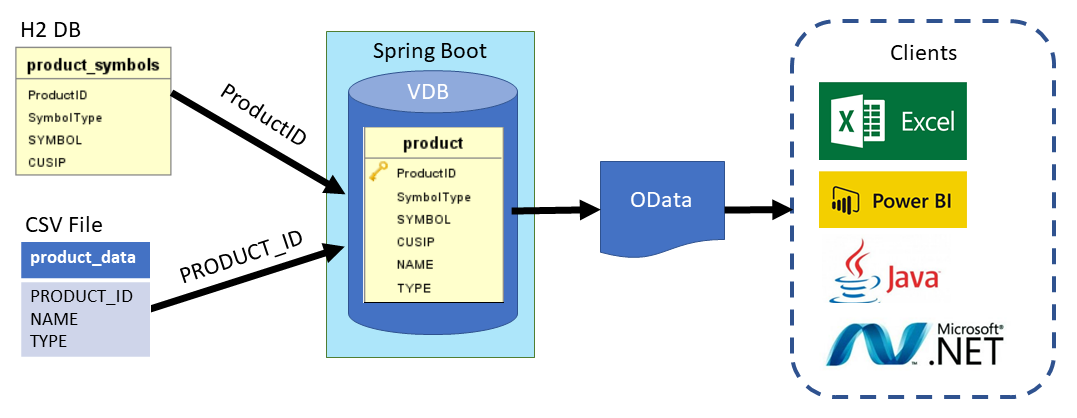 H2 DB
product_symbols
ProductID
SymbolType
SYMBOL
CUSIP
ProductID
CSV File
product_data
PRODUCT_ID
NAME
TYPE
PRODUCT_ID
Spring Boot
VDB
product
ProductID
SymbolType
SYMBOL
CUSIP
NAME
TYPE
OData
Clients
X Excel
Power BI
Java
Microsoft®
.NET